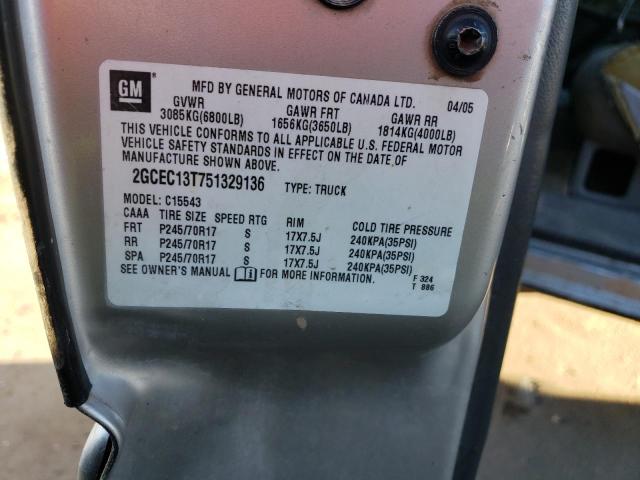 GM
MFD BY GENERAL MOTORS OF CANADA LTD. 04/05
GVWR GAWR FRT GAWR RR
3085KG(6800LB) 1656KG(3650LB) 1814KG(4000LB)
THIS VEHICLE CONFORMS TO ALL APPLICABLE U.S. FEDERAL MOTOR
VEHICLE SAFETY STANDARDS IN EFFECT ON THE DATE OF
MANUFACTURE SHOWN ABOVE.
2GCEC13T751329136 TYPE: TRUCK
MODEL: C15543
CAAA TIRE SIZE SPEED RTG RIM COLD TIRE PRESSURE
FRT P245/70R17 S 17X7.5J 240KPA(35PSI)
RR P245/70R17 S 17X7.5J 240KPA(35PSI)
SPA P245/70R17 S 17X7.5J 240KPA(35PSI)
SEE OWNER'S MANUAL FOR MORE INFORMATION.
F 324
T 886